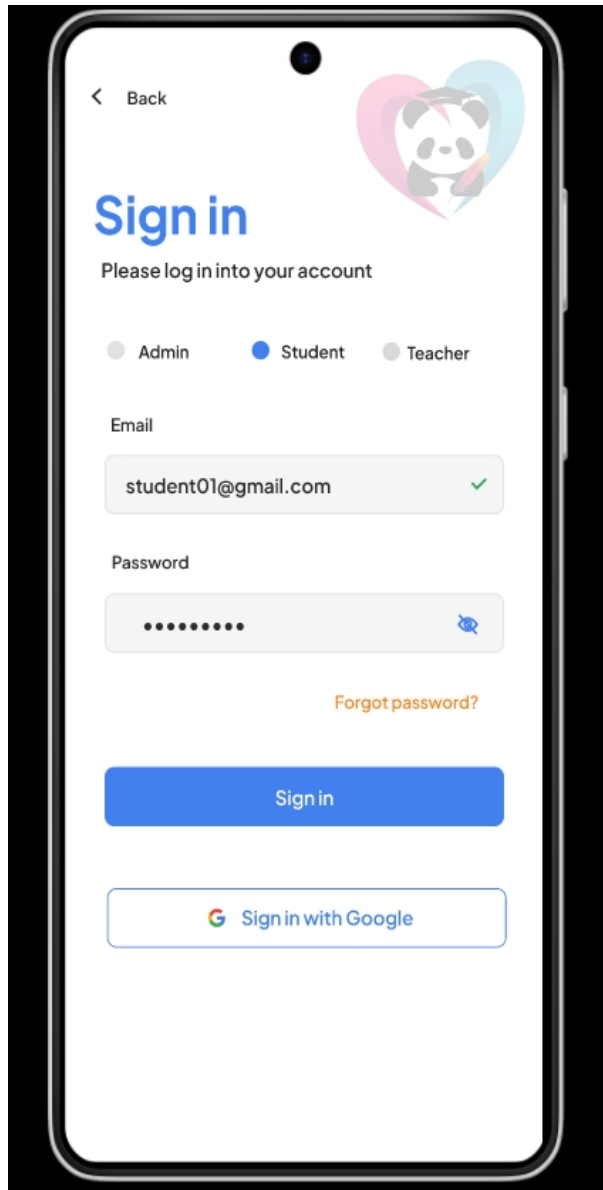 Back
Sign in
Please log in into your account
Admin Student Teacher
Email
student01@gmail.com
Password
•••••••••
Forgot password?
Sign in
Sign in with Google